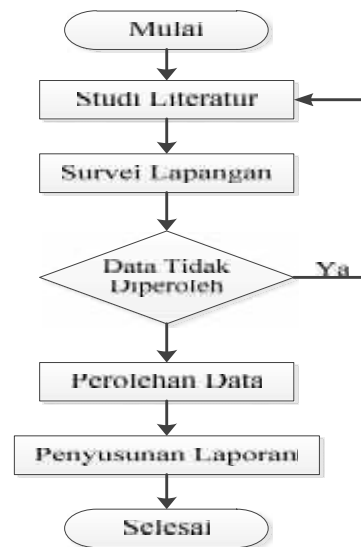 Mulai
Studi Literatur
Survei Lapangan
Data Tidak
Diperoleh
Ya
Perolehan Data
Penyusunan Laporan
Selesai